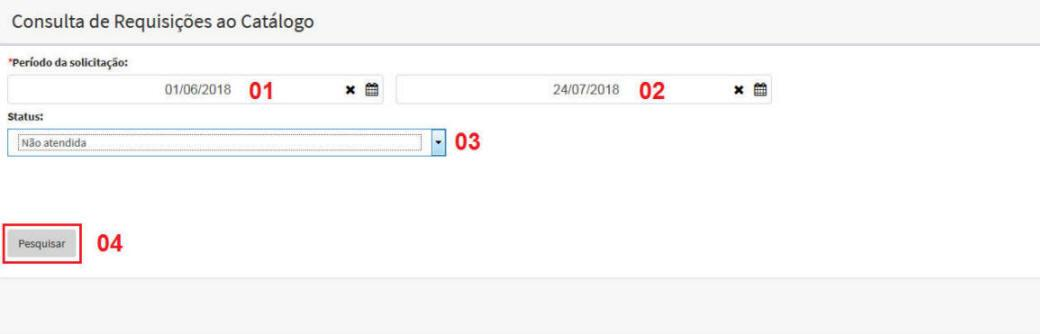 Consulta de Requisições ao Catálogo
*Período da solicitação:
01/06/2018 01 24/07/2018 02
Status:
Não atendida 03
Pesquisar 04